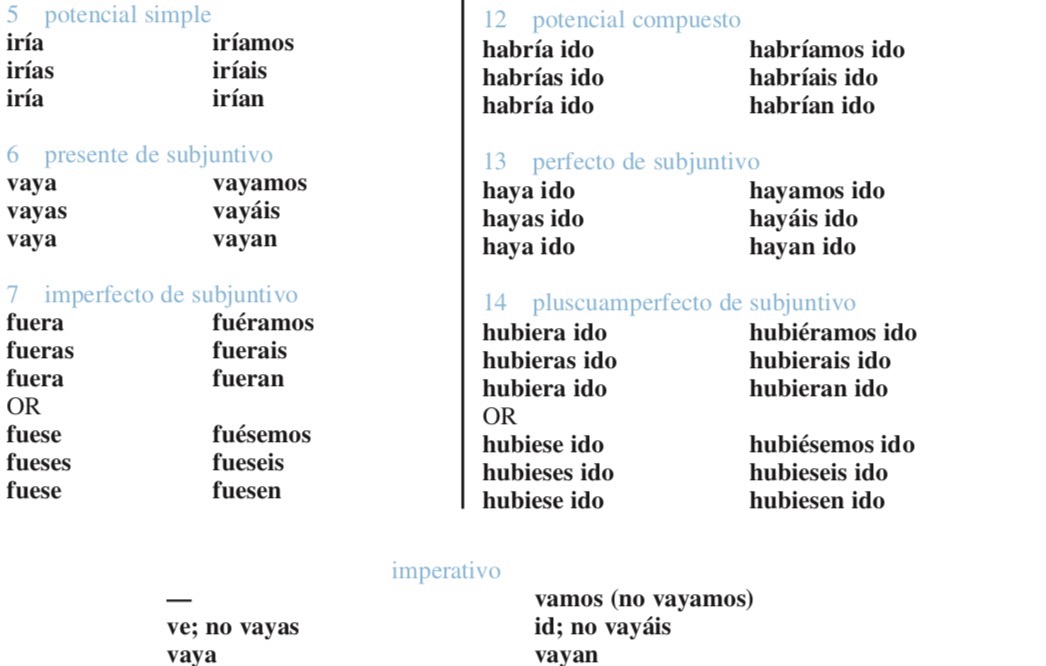 5 potencial simple
iría iríamos
irías iríais
iría irían
6 presente de subjuntivo
vaya vayamos
vayas vayáis
vaya vayan
7 imperfecto de subjuntivo
fuera fuéramos
fueras fuerais
fuera fueran
OR
fuese fuésemos
fueses fueseis
fuese fuesen
12 potencial compuesto
habría ido habríamos ido
habrías ido habríais ido
habría ido habrían ido
13 perfecto de subjuntivo
haya ido hayamos ido
hayas ido hayáis ido
haya ido hayan ido
14 pluscuamperfecto de subjuntivo
hubiera ido hubiéramos ido
hubieras ido hubierais ido
hubiera ido hubieran ido
OR
hubiese ido hubiésemos ido
hubieses ido hubieseis ido
hubiese ido hubiesen ido
imperativo
— vamos (no vayamos)
ve; no vayas id; no vayáis
vaya vayan